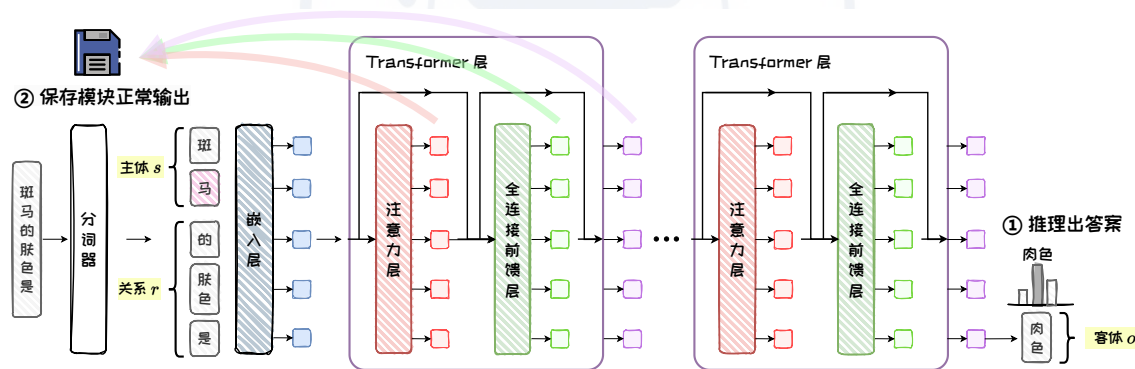 Transformer 层
Transformer 层
② 保存模块正常输出
斑马的肤色是
分词器
主体 s
斑
马
关系 r
的
肤色
是
嵌入层
注意力层
全连接前馈层
•••
注意力层
全连接前馈层
① 推理出答案
肉色
肉色
客体 o